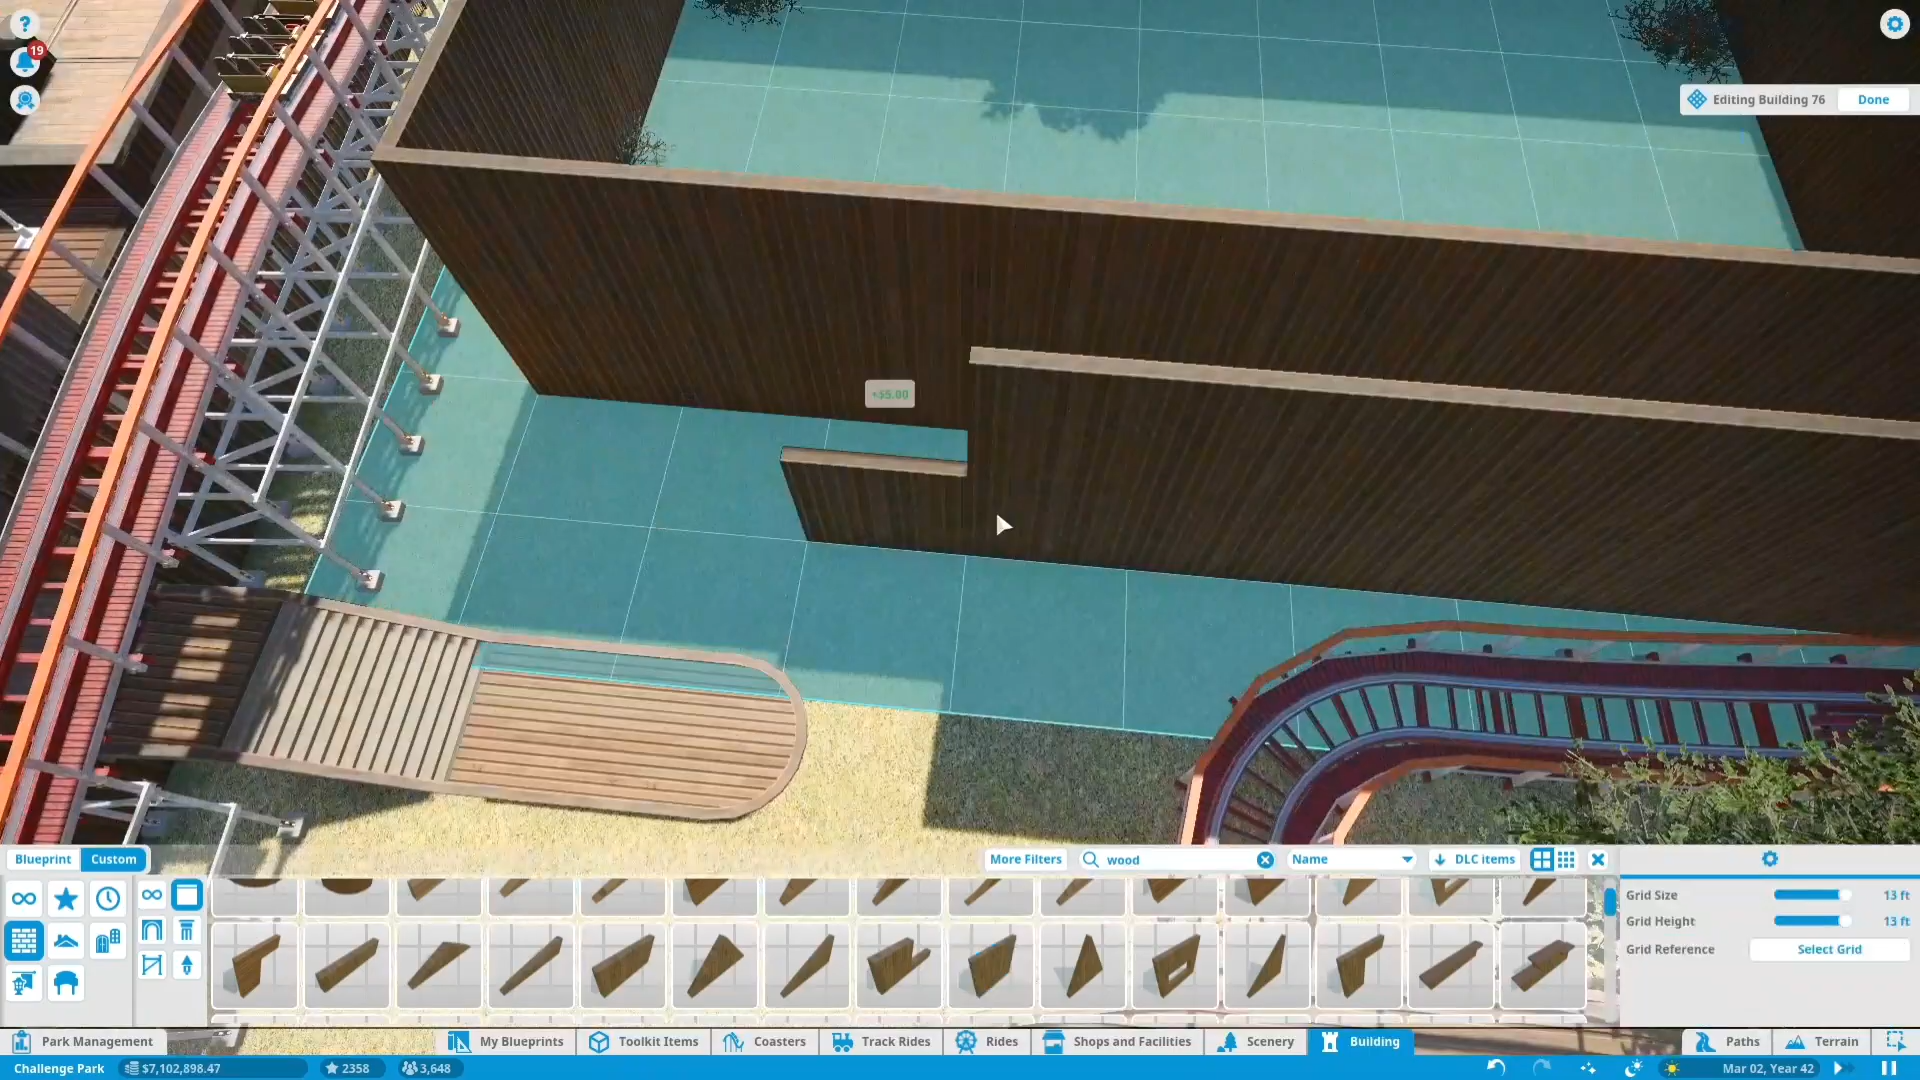 ?
19
Editing Building 76 Done
+$5.00
Blueprint Custom
More Filters wood Name DLC items
Grid Size 13 ft
Grid Height 13 ft
Grid Reference Select Grid
Park Management My Blueprints Toolkit Items Coasters Track Rides Rides Shops and Facilities Scenery Building Paths Terrain
Challenge Park $7,102,898.47 2358 3,648 Mar 02, Year 42